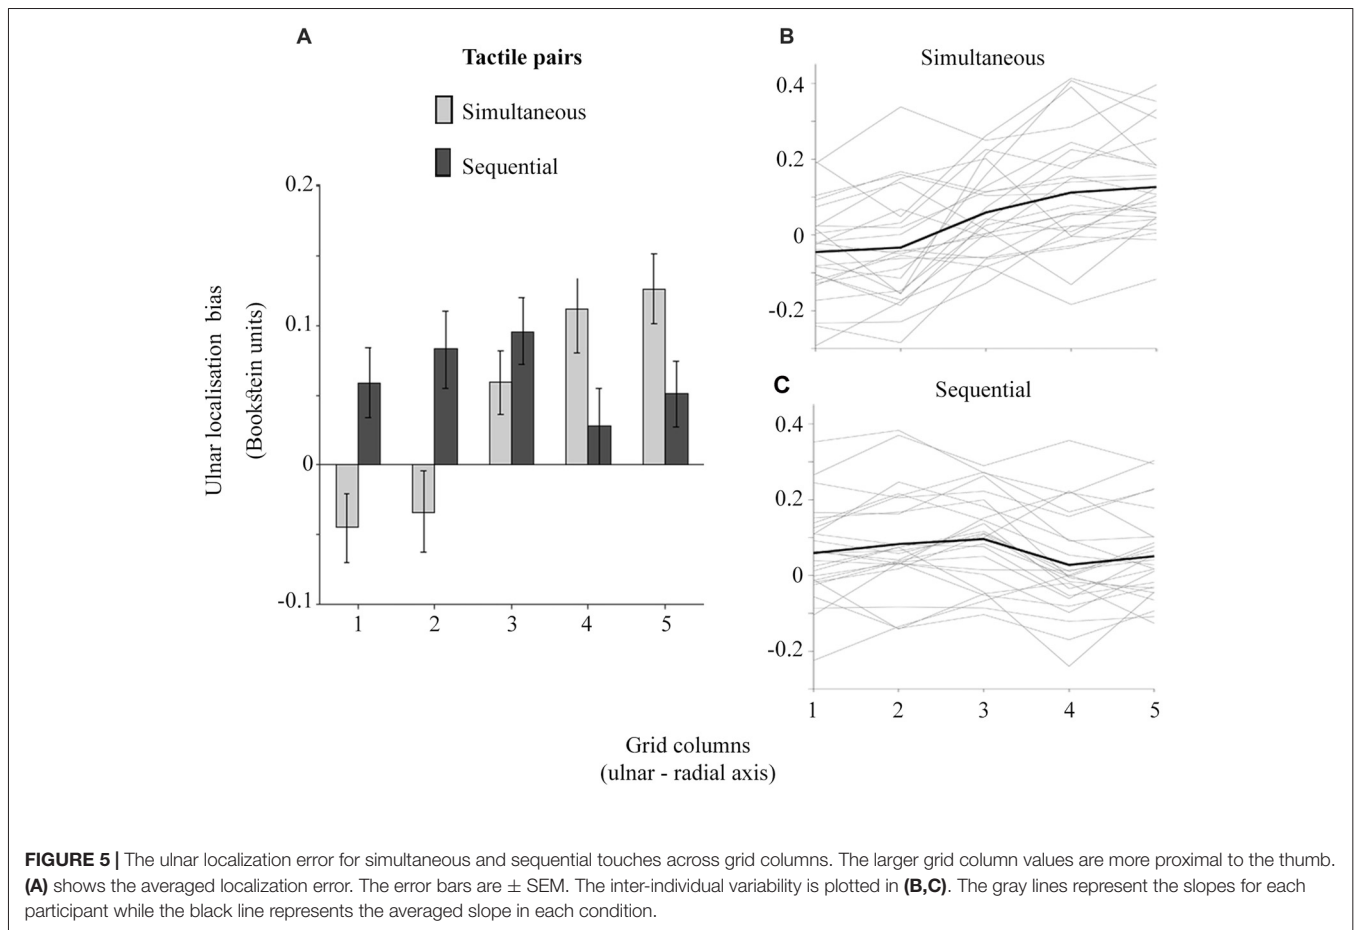 A
Tactile pairs
Simultaneous
Sequential
0.2
0.1
0
-0.1
Ulnar localisation bias
(Bookstein units)
1 2 3 4 5
B
Simultaneous
0.4
0.2
0
-0.2
C
Sequential
0.4
0.2
0
-0.2
1 2 3 4 5
Grid columns
(ulnar - radial axis)
FIGURE 5 | The ulnar localization error for simultaneous and sequential touches across grid columns. The larger grid column values are more proximal to the thumb.
(A) shows the averaged localization error. The error bars are ± SEM. The inter-individual variability is plotted in (B,C). The gray lines represent the slopes for each
participant while the black line represents the averaged slope in each condition.